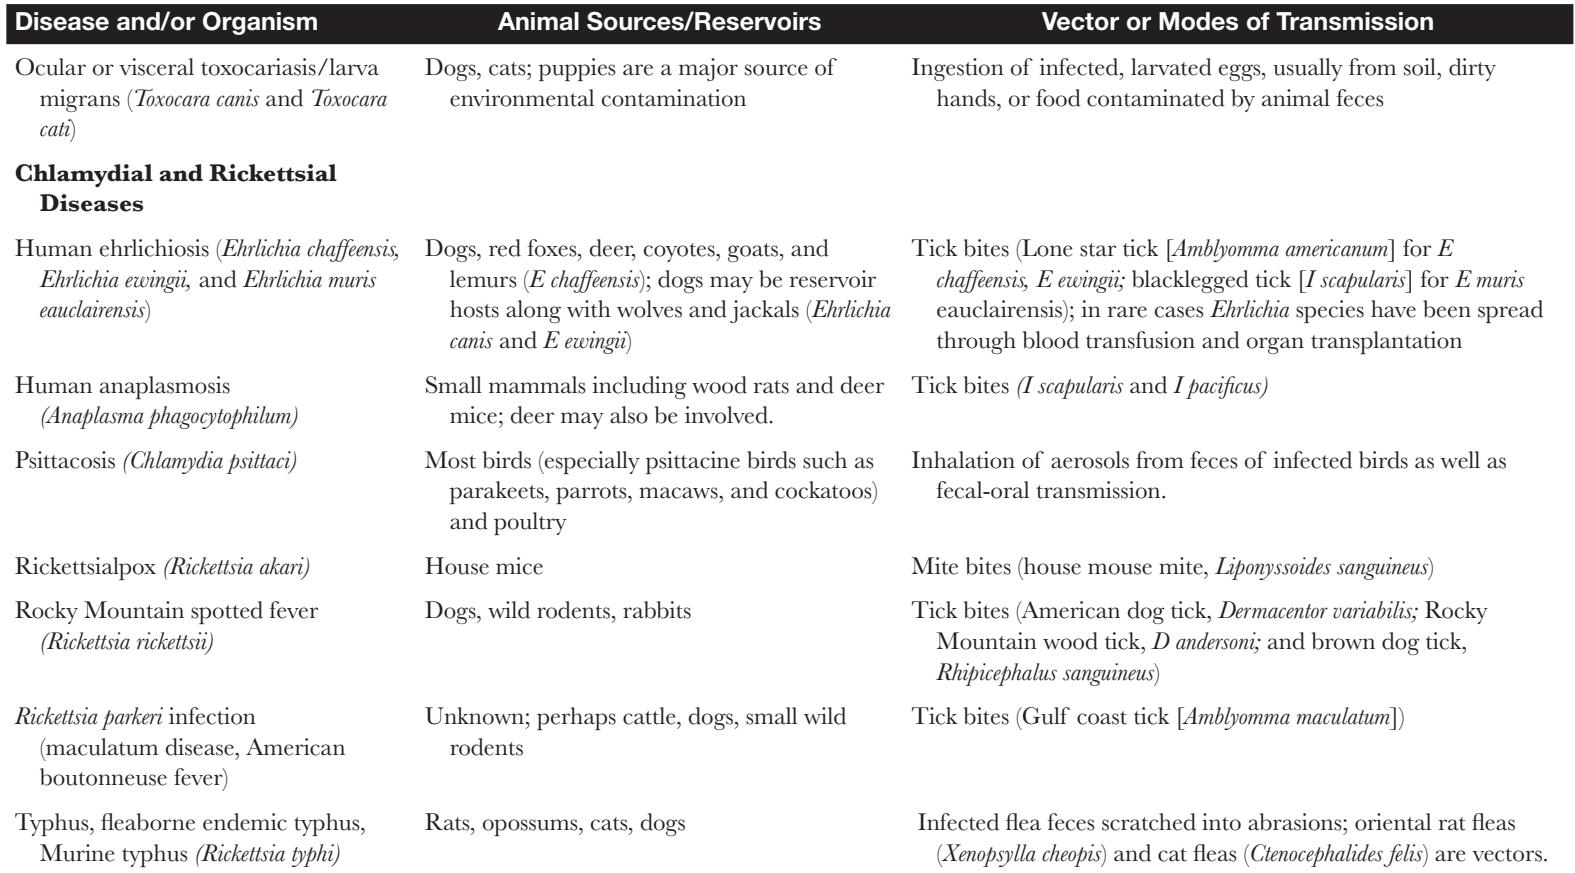 Disease and/or Organism Animal Sources/Reservoirs Vector or Modes of Transmission
Ocular or visceral toxocariasis/larva
migrans (Toxocara canis and Toxocara
cati)
Dogs, cats; puppies are a major source of
environmental contamination
Ingestion of infected, larvated eggs, usually from soil, dirty
hands, or food contaminated by animal feces
Chlamydial and Rickettsial
Diseases
Human ehrlichiosis (Ehrlichia chaffeensis,
Ehrlichia ewingii, and Ehrlichia muris
eauclairensis)
Dogs, red foxes, deer, coyotes, goats, and
lemurs (E chaffeensis); dogs may be reservoir
hosts along with wolves and jackals (Ehrlichia
canis and E ewingii)
Tick bites (Lone star tick [Amblyomma americanum] for E
chaffeensis, E ewingii; blacklegged tick [I scapularis] for E muris
eauclairensis); in rare cases Ehrlichia species have been spread
through blood transfusion and organ transplantation
Human anaplasmosis
(Anaplasma phagocytophilum)
Small mammals including wood rats and deer
mice; deer may also be involved.
Tick bites (I scapularis and I pacificus)
Psittacosis (Chlamydia psittaci)
Most birds (especially psittacine birds such as
parakeets, parrots, macaws, and cockatoos)
and poultry
Inhalation of aerosols from feces of infected birds as well as
fecal-oral transmission.
Rickettsialpox (Rickettsia akari)
House mice
Mite bites (house mouse mite, Liponyssoides sanguineus)
Rocky Mountain spotted fever
(Rickettsia rickettsii)
Dogs, wild rodents, rabbits
Tick bites (American dog tick, Dermacentor variabilis; Rocky
Mountain wood tick, D andersoni; and brown dog tick,
Rhipicephalus sanguineus)
Rickettsia parkeri infection
(maculatum disease, American
boutonneuse fever)
Unknown; perhaps cattle, dogs, small wild
rodents
Tick bites (Gulf coast tick [Amblyomma maculatum])
Typhus, fleaborne endemic typhus,
Murine typhus (Rickettsia typhi)
Rats, opossums, cats, dogs
Infected flea feces scratched into abrasions; oriental rat fleas
(Xenopsylla cheopis) and cat fleas (Ctenocephalides felis) are vectors.